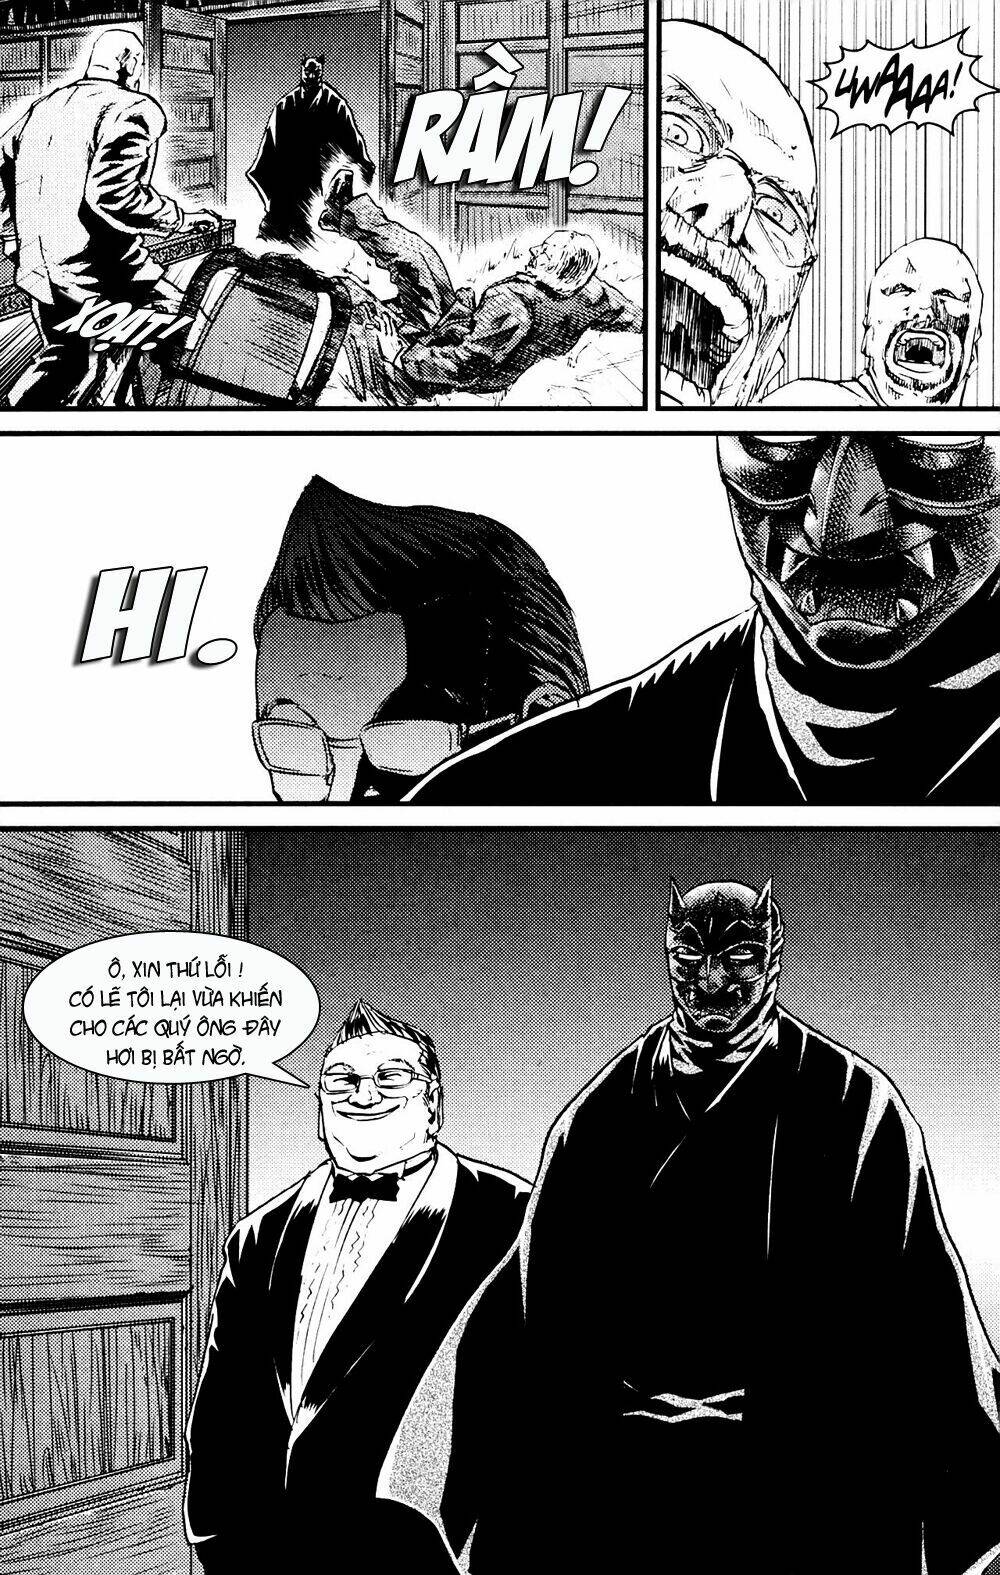 RẦM!
XOẠT!
UWAAAAA!
HI.
Ô, XIN THỨ LỖI !
CÓ LẼ TÔI LẠI VỪA KHIẾN
CHO CÁC QUÝ ÔNG ĐÂY
HƠI BỊ BẤT NGỜ.